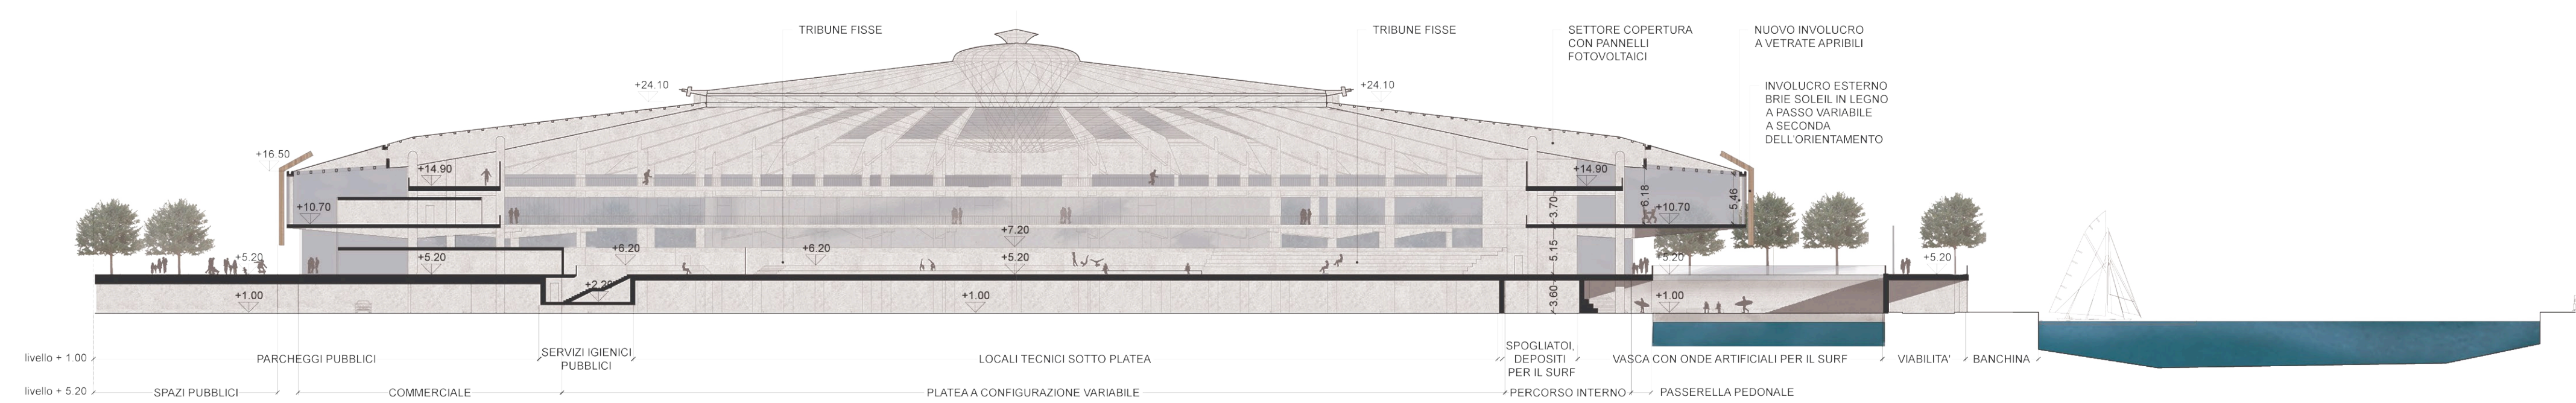 TRIBUNE FISSE
TRIBUNE FISSE
SETTORE COPERTURA
CON PANNELLI
FOTOVOLTAICI
NUOVO INVOLUCRO
A VETRATE APRIBILI
INVOLUCRO ESTERNO
BRIE SOLEIL IN LEGNO
A PASSO VARIABILE
A SECONDA
DELL'ORIENTAMENTO
+24.10
+24.10
+16.50
+14.90
+14.90
+10.70
+10.70
6.18
5.46
3.70
5.15
3.60
+7.20
+6.20
+6.20
+5.20
+5.20
+5.20
+5.20
+5.20
+1.00
+1.00
+1.00
livello + 1.00
PARCHEGGI PUBBLICI
SERVIZI IGIENICI
PUBBLICI
LOCALI TECNICI SOTTO PLATEA
SPOGLIATOI,
DEPOSITI
PER IL SURF
VASCA CON ONDE ARTIFICIALI PER IL SURF
VIABILITA'
BANCHINA
livello + 5.20
SPAZI PUBBLICI
COMMERCIALE
PLATEA A CONFIGURAZIONE VARIABILE
PERCORSO INTERNO
PASSERELLA PEDONALE